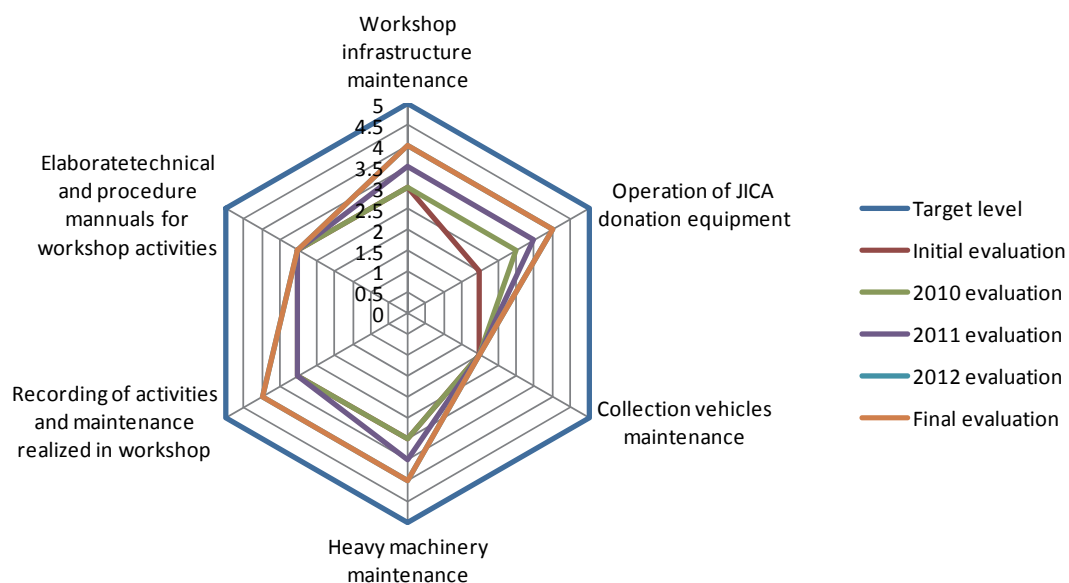 Workshop
infrastructure
maintenance
5
4.5
4
3.5
3
2.5
2
1.5
1
0.5
0
Operation of JICA
donation equipment
Collection vehicles
maintenance
Heavy machinery
maintenance
Recording of activities
and maintenance
realized in workshop
Elaboratetechnical
and procedure
mannuals for
workshop activities
Target level
Initial evaluation
2010 evaluation
2011 evaluation
2012 evaluation
Final evaluation